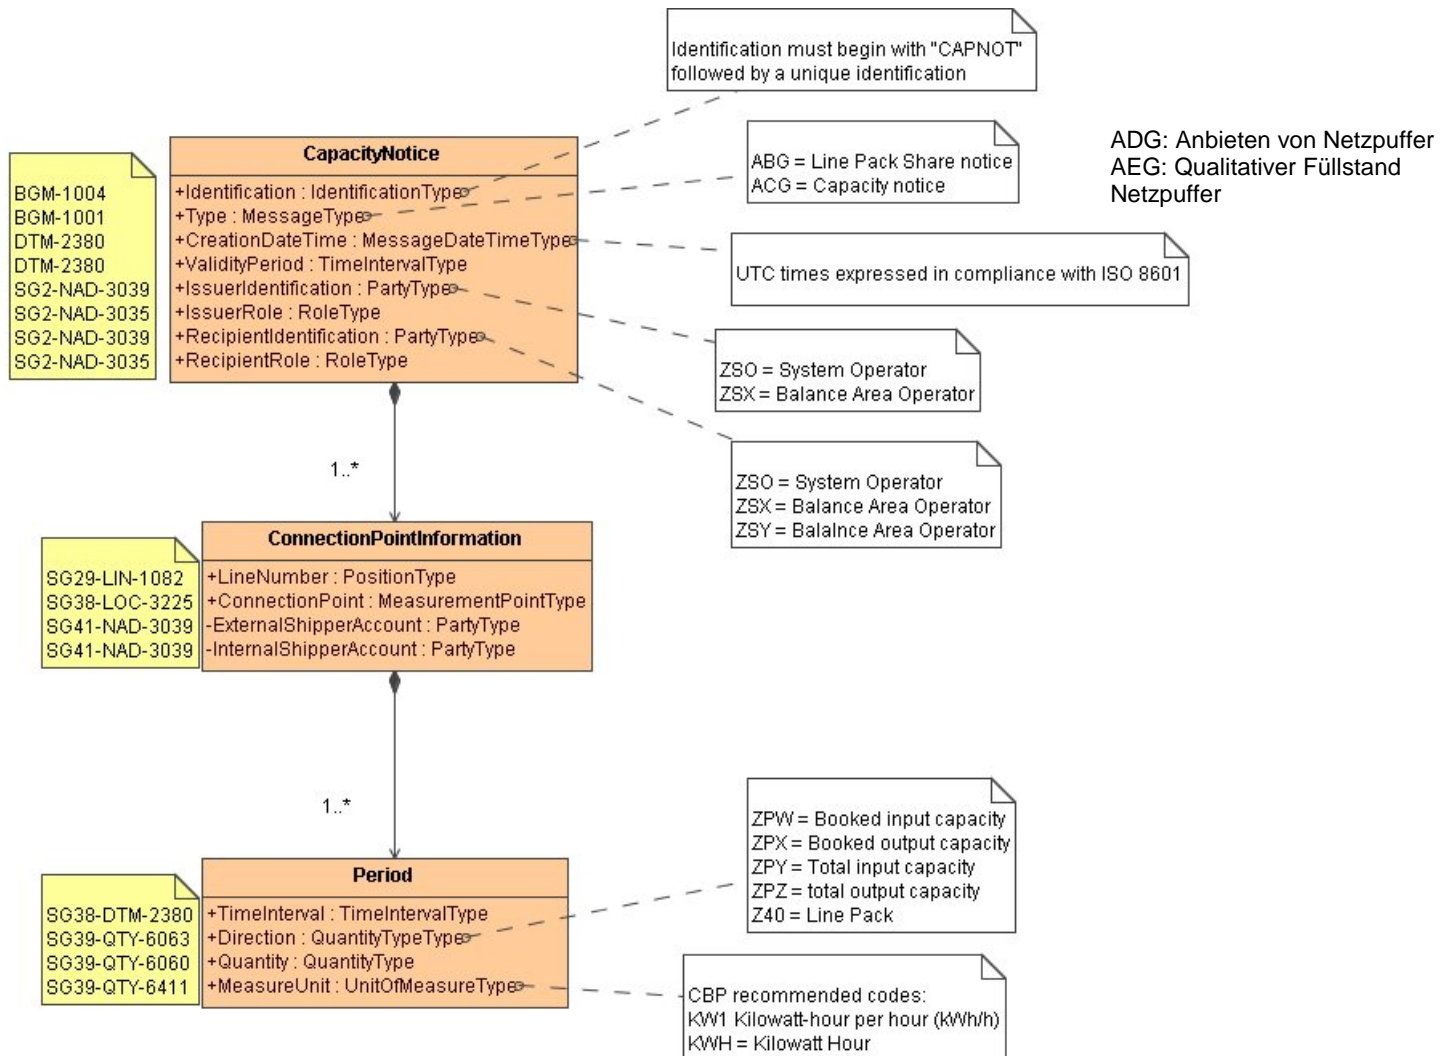 Identification must begin with "CAPNOT"
followed by a unique identification
ABG = Line Pack Share notice
ACG = Capacity notice
ADG: Anbieten von Netzpuffer
AEG: Qualitativer Füllstand
Netzpuffer
BGM-1004
BGM-1001
DTM-2380
DTM-2380
SG2-NAD-3039
SG2-NAD-3035
SG2-NAD-3039
SG2-NAD-3035
CapacityNotice
+Identification : IdentificationType
+Type : MessageType
+CreationDateTime : MessageDateTimeType
+ValidityPeriod : TimeIntervalType
+IssuerIdentification : PartyType
+IssuerRole : RoleType
+RecipientIdentification : PartyType
+RecipientRole : RoleType
UTC times expressed in compliance with ISO 8601
ZSO = System Operator
ZSX = Balance Area Operator
ZSO = System Operator
ZSX = Balance Area Operator
ZSY = Balalnce Area Operator
1..*
SG29-LIN-1082
SG38-LOC-3225
SG41-NAD-3039
SG41-NAD-3039
ConnectionPointInformation
+LineNumber : PositionType
+ConnectionPoint : MeasurementPointType
-ExternalShipperAccount : PartyType
-InternalShipperAccount : PartyType
1..*
ZPW = Booked input capacity
ZPX = Booked output capacity
ZPY = Total input capacity
ZPZ = total output capacity
Z40 = Line Pack
SG38-DTM-2380
SG39-QTY-6063
SG39-QTY-6060
SG39-QTY-6411
Period
+TimeInterval : TimeIntervalType
+Direction : QuantityTypeType
+Quantity : QuantityType
+MeasureUnit : UnitOfMeasureType
CBP recommended codes:
KW1 Kilowatt-hour per hour (kWh/h)
KWH = Kilowatt Hour